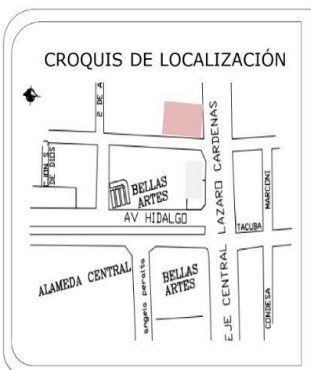 CROQUIS DE LOCALIZACIÓN
2 DE A
DE DIOS
BELLAS
ARTES
AV HIDALGO
EJE CENTRAL LAZARO CARDENAS
MARCONI
TACUBA
ALAMEDA CENTRAL
angela peralta
BELLAS
ARTES
CONDESA